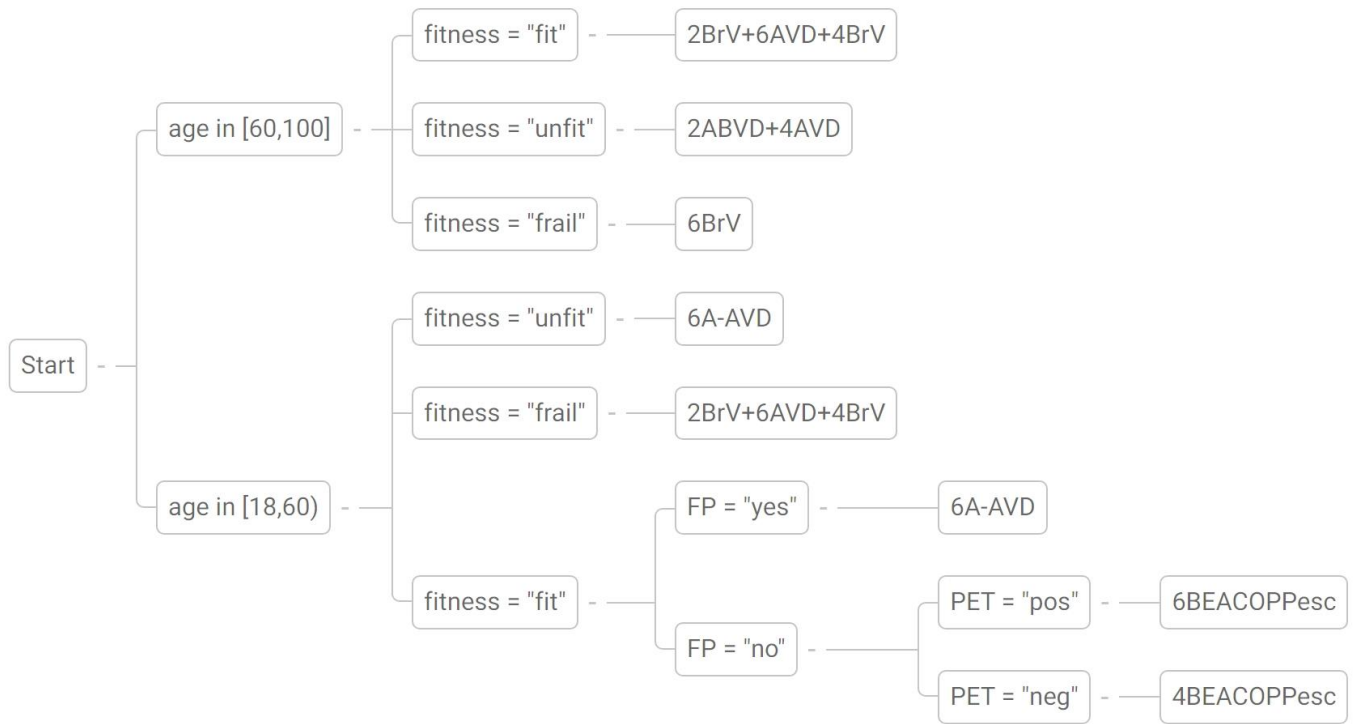 fitness = "fit"
2BrV+6AVD+4BrV
age in [60,100]
fitness = "unfit"
2ABVD+4AVD
fitness = "frail"
6BrV
fitness = "unfit"
6A-AVD
Start
fitness = "frail"
2BrV+6AVD+4BrV
age in [18,60)
FP = "yes"
6A-AVD
fitness = "fit"
PET = "pos"
6BEACOPPesc
FP = "no"
PET = "neg"
4BEACOPPesc